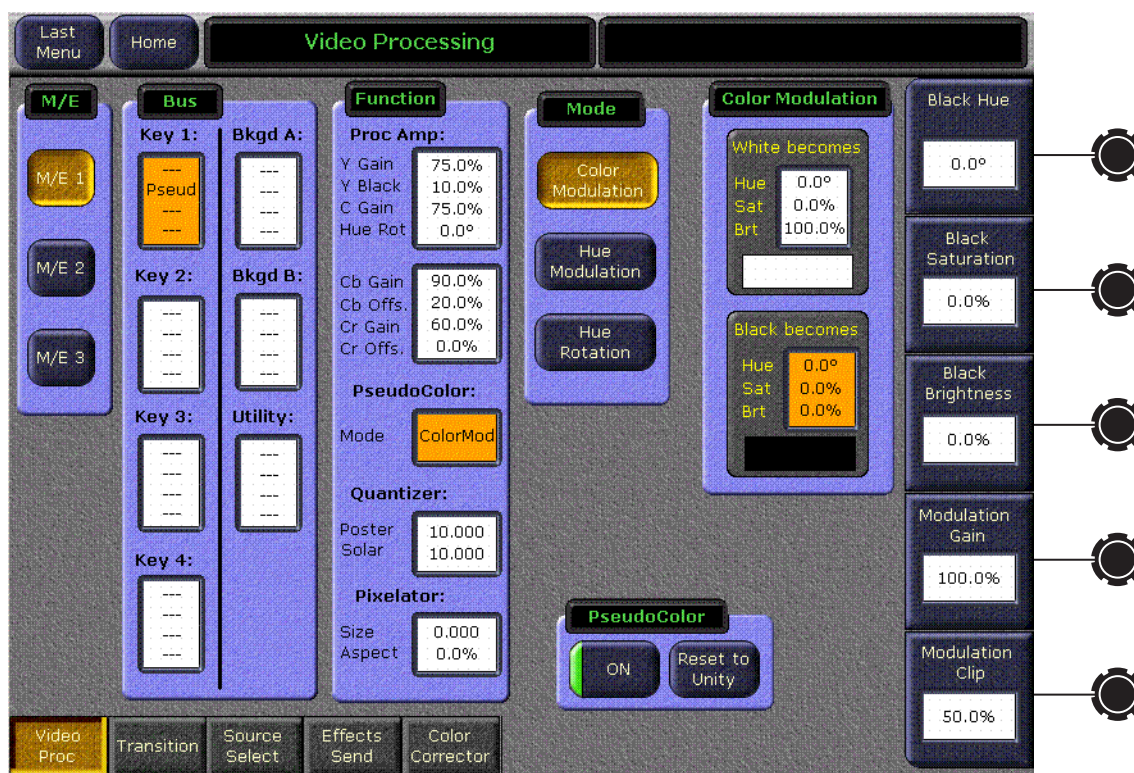 Last
Menu
Home
Video Processing
M/E
M/E 1
M/E 2
M/E 3
Bus
Key 1:
---
Pseud
---
---
Key 2:
---
---
---
---
Key 3:
---
---
---
---
Key 4:
---
---
---
---
Bkgd A:
---
---
---
---
Bkgd B:
---
---
---
---
Utility:
---
---
---
---
Function
Proc Amp:
Y Gain 75.0%
Y Black 10.0%
C Gain 75.0%
Hue Rot 0.0°
Cb Gain 90.0%
Cb Offs. 20.0%
Cr Gain 60.0%
Cr Offs. 0.0%
PseudoColor:
Mode ColorMod
Quantizer:
Poster 10.000
Solar 10.000
Pixelator:
Size 0.000
Aspect 0.0%
Mode
Color
Modulation
Hue
Modulation
Hue
Rotation
Color Modulation
White becomes
Hue 0.0°
Sat 0.0%
Brt 100.0%
Black becomes
Hue 0.0°
Sat 0.0%
Brt 0.0%
PseudoColor
ON
Reset to
Unity
Black Hue
0.0°
Black
Saturation
0.0%
Black
Brightness
0.0%
Modulation
Gain
100.0%
Modulation
Clip
50.0%
Video
Proc
Transition
Source
Select
Effects
Send
Color
Corrector